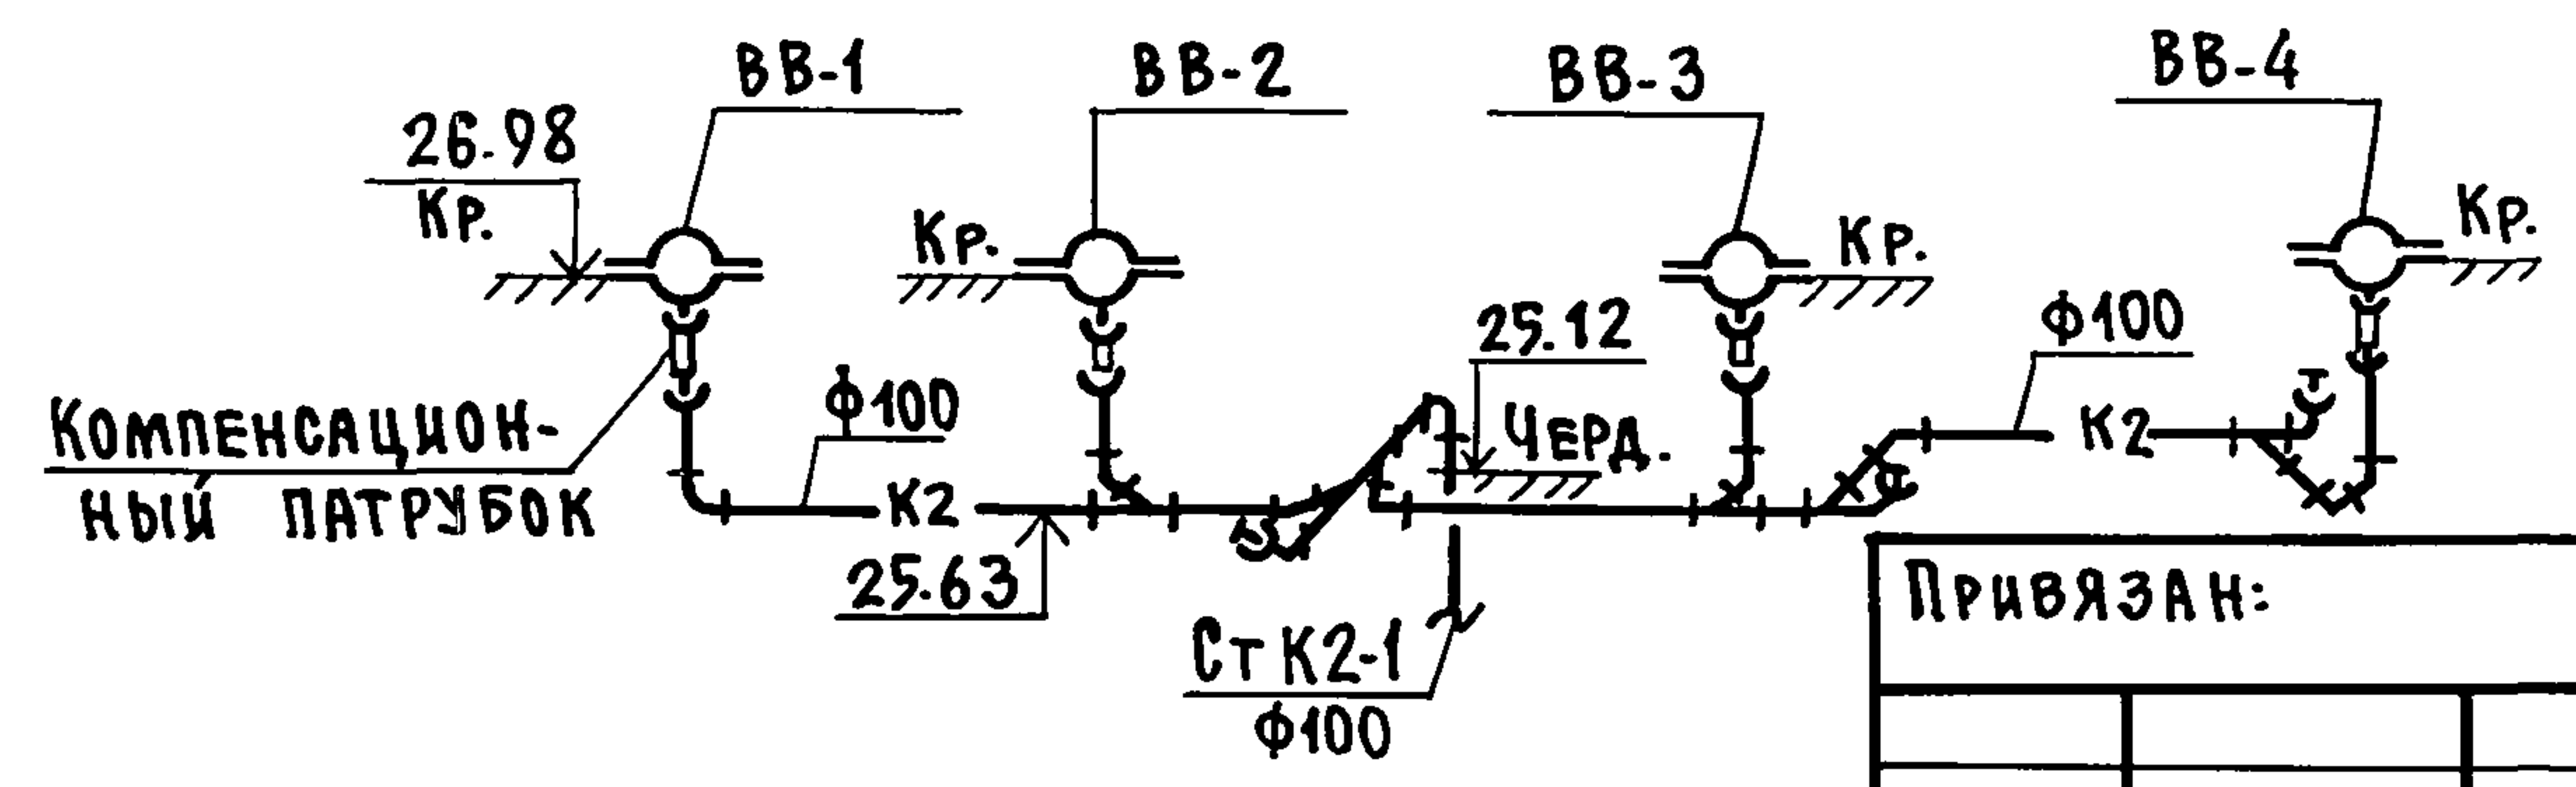 ВВ-1
ВВ-2
ВВ-3
ВВ-4
26.98
Кр.
Кр.
Кр.
Кр.
25.12
Черд.
Ф100
Ф100
Компенсацион-
ный патрубок
К2
К2
25.63
Ст К2-1
Ф100
Привязан: